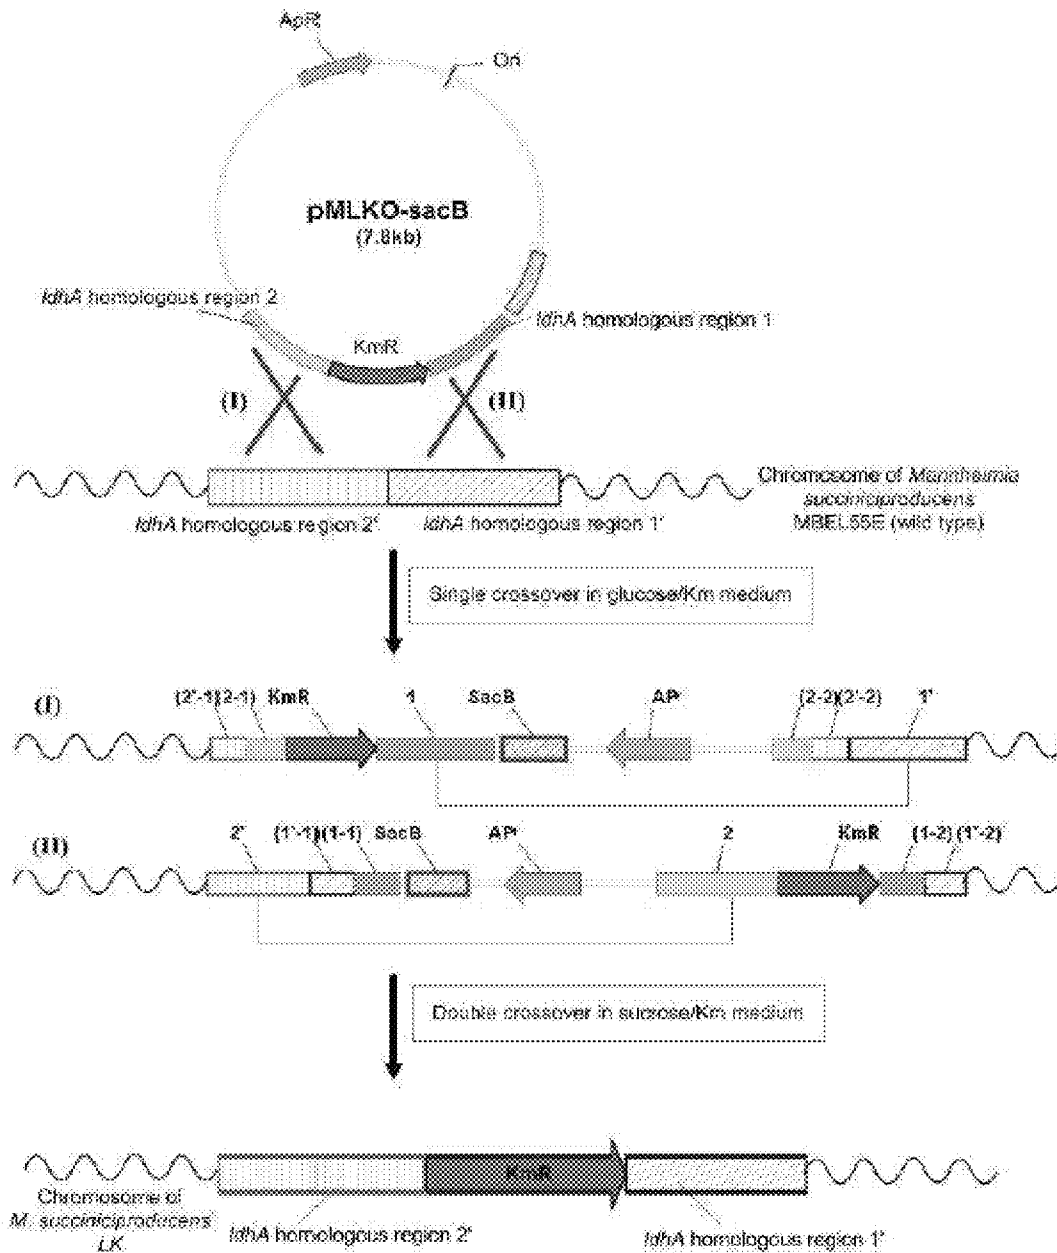 ApR
Ori
pMLKO-sacB
(7.8kb)
ldhA homologous region 2
ldhA homologous region 1
KmR
(I)
(II)
Chromosome of Mannheimia
succiniciproducens
MBEL55E (wild type)
ldhA homologous region 2'
ldhA homologous region 1'
Single crossover in glucose/Km medium
(I)
(2'-1)(2-1)
KmR
1
SacB
APr
(2-2)(2'-2)
1'
(II)
2'
(1'-1)(1-1)
SacB
APr
2
KmR
(1-2)
(1'-2)
Double crossover in sucrose/Km medium
KmR
Chromosome of
M. succiniciproducens
LK
ldhA homologous region 2'
ldhA homologous region 1'